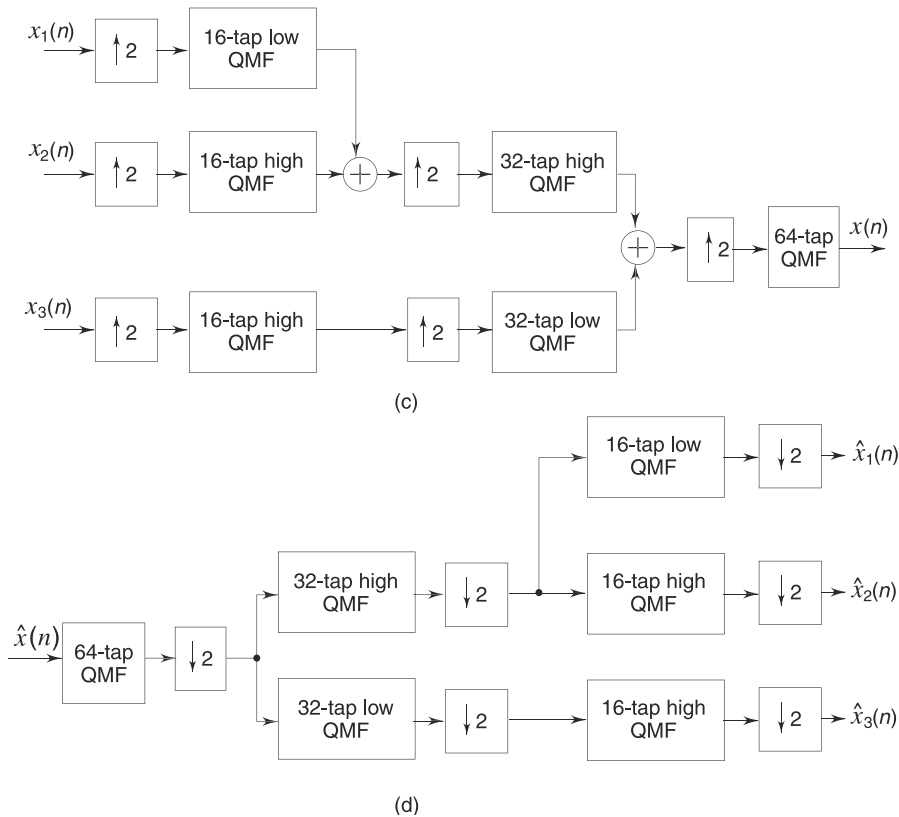 x₁(n)
↑ 2
16-tap low
QMF
x₂(n)
↑ 2
16-tap high
QMF
+
↑ 2
32-tap high
QMF
+
↑ 2
64-tap
QMF
x(n)
x₃(n)
↑ 2
16-tap high
QMF
↑ 2
32-tap low
QMF
(c)
16-tap low
QMF
↓ 2
x̂₁(n)
32-tap high
QMF
↓ 2
16-tap high
QMF
↓ 2
x̂₂(n)
x̂(n)
64-tap
QMF
↓ 2
32-tap low
QMF
↓ 2
16-tap high
QMF
↓ 2
x̂₃(n)
(d)